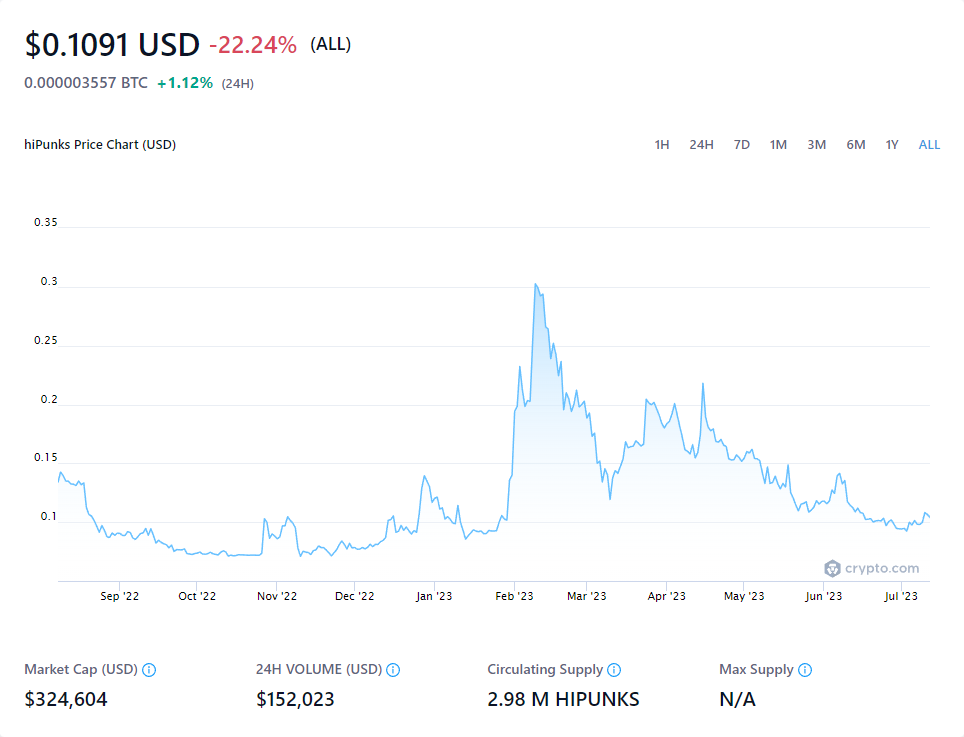 $0.1091 USD -22.24% (ALL)
0.000003557 BTC +1.12% (24H)
hiPunks Price Chart (USD) 1H 24H 7D 1M 3M 6M 1Y ALL
0.35
0.3
0.25
0.2
0.15
0.1
crypto.com
Sep '22 Oct '22 Nov '22 Dec '22 Jan '23 Feb '23 Mar '23 Apr '23 May '23 Jun '23 Jul '23
Market Cap (USD) 24H VOLUME (USD) Circulating Supply Max Supply
$324,604 $152,023 2.98 M HIPUNKS N/A